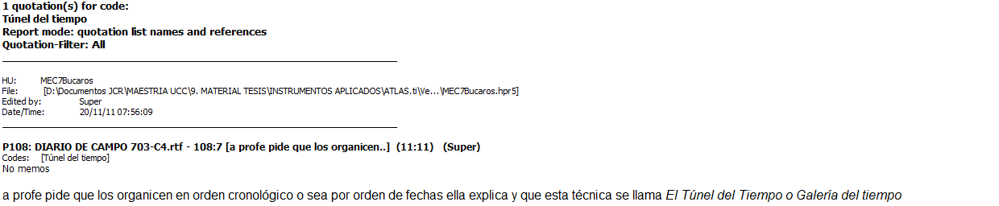 1 quotation(s) for code:
Túnel del tiempo
Report mode: quotation list names and references
Quotation-Filter: All
HU: MEC7Bucaros
File: [D:\Documentos JCR\MAESTRIA UCC\9. MATERIAL TESIS\INSTRUMENTOS APLICADOS\ATLAS.ti\Ve...\MEC7Bucaros.hpr5]
Edited by: Super
Date/Time: 20/11/11 07:56:09
P108: DIARIO DE CAMPO 703-C4.rtf - 108:7 [a profe pide que los organicen..] (11:11) (Super)
Codes: [Túnel del tiempo]
No memos
a profe pide que los organicen en orden cronológico o sea por orden de fechas ella explica y que esta técnica se llama El Túnel del Tiempo o Galería del tiempo